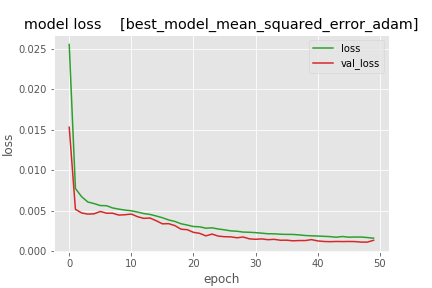 model loss    [best_model_mean_squared_error_adam]
loss
val_loss
0.025
0.020
0.015
0.010
0.005
0.000
loss
0 10 20 30 40 50
epoch